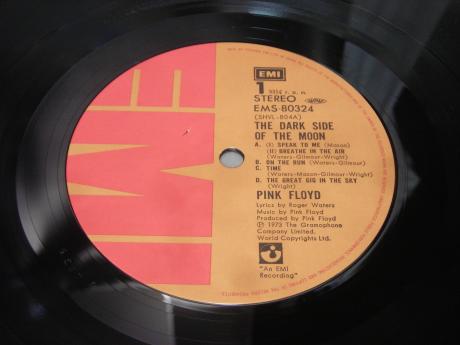 EMI
EMI
1 33⅓ r.p.m.
STEREO
EMS-80324
(SHVL-804A)
THE DARK SIDE
OF THE MOON
A. (I) SPEAK TO ME (Mason)
(II) BREATHE IN THE AIR
(Waters-Gilmour-Wright)
B. ON THE RUN (Waters-Gilmour)
C. TIME
(Waters-Mason-Gilmour-Wright)
D. THE GREAT GIG IN THE SKY
(Wright)
PINK FLOYD
Lyrics by Roger Waters
Music by Pink Floyd
Produced by Pink Floyd
℗ 1973 The Gramophone
Company Limited.
World Copyrights Ltd.
"An EMI
Recording"